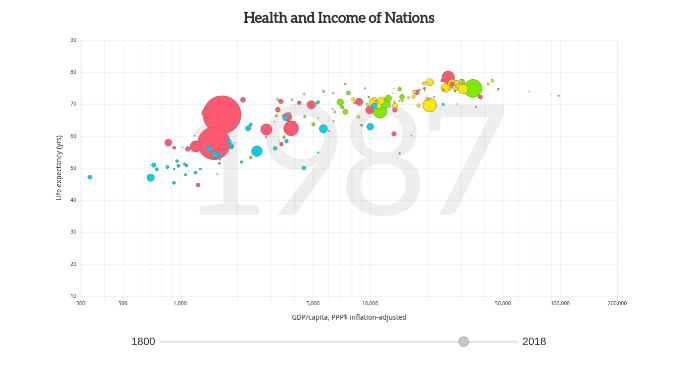 Health and Income of Nations
90
80
70
60
50
40
30
20
10
Life expectancy (yrs)
1987
300 500 1,000 5,000 10,000 50,000 100,000 200,000
GDP/capita, PPP$ inflation-adjusted
1800 2018